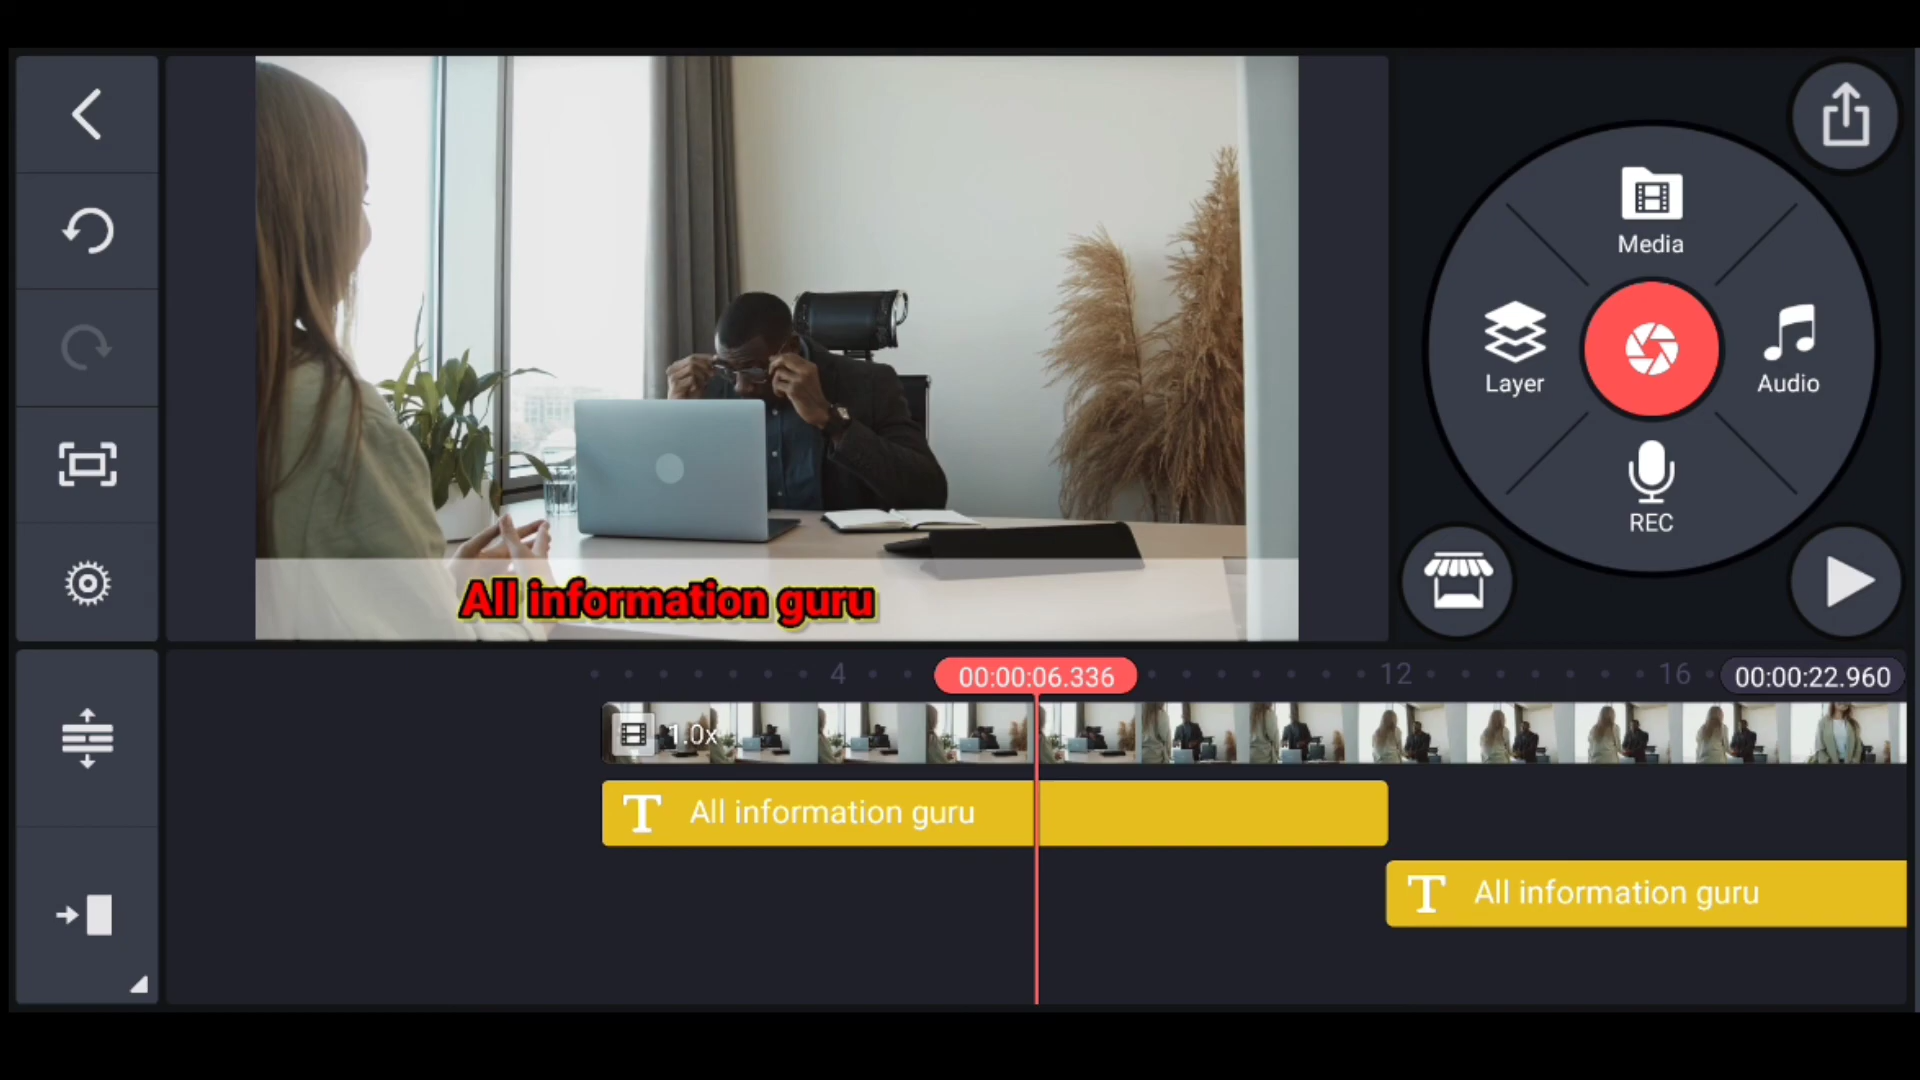 Media
Layer
Audio
REC
All information guru
4
00:00:06.336
12
16
00:00:22.960
1.0x
All information guru
All information guru